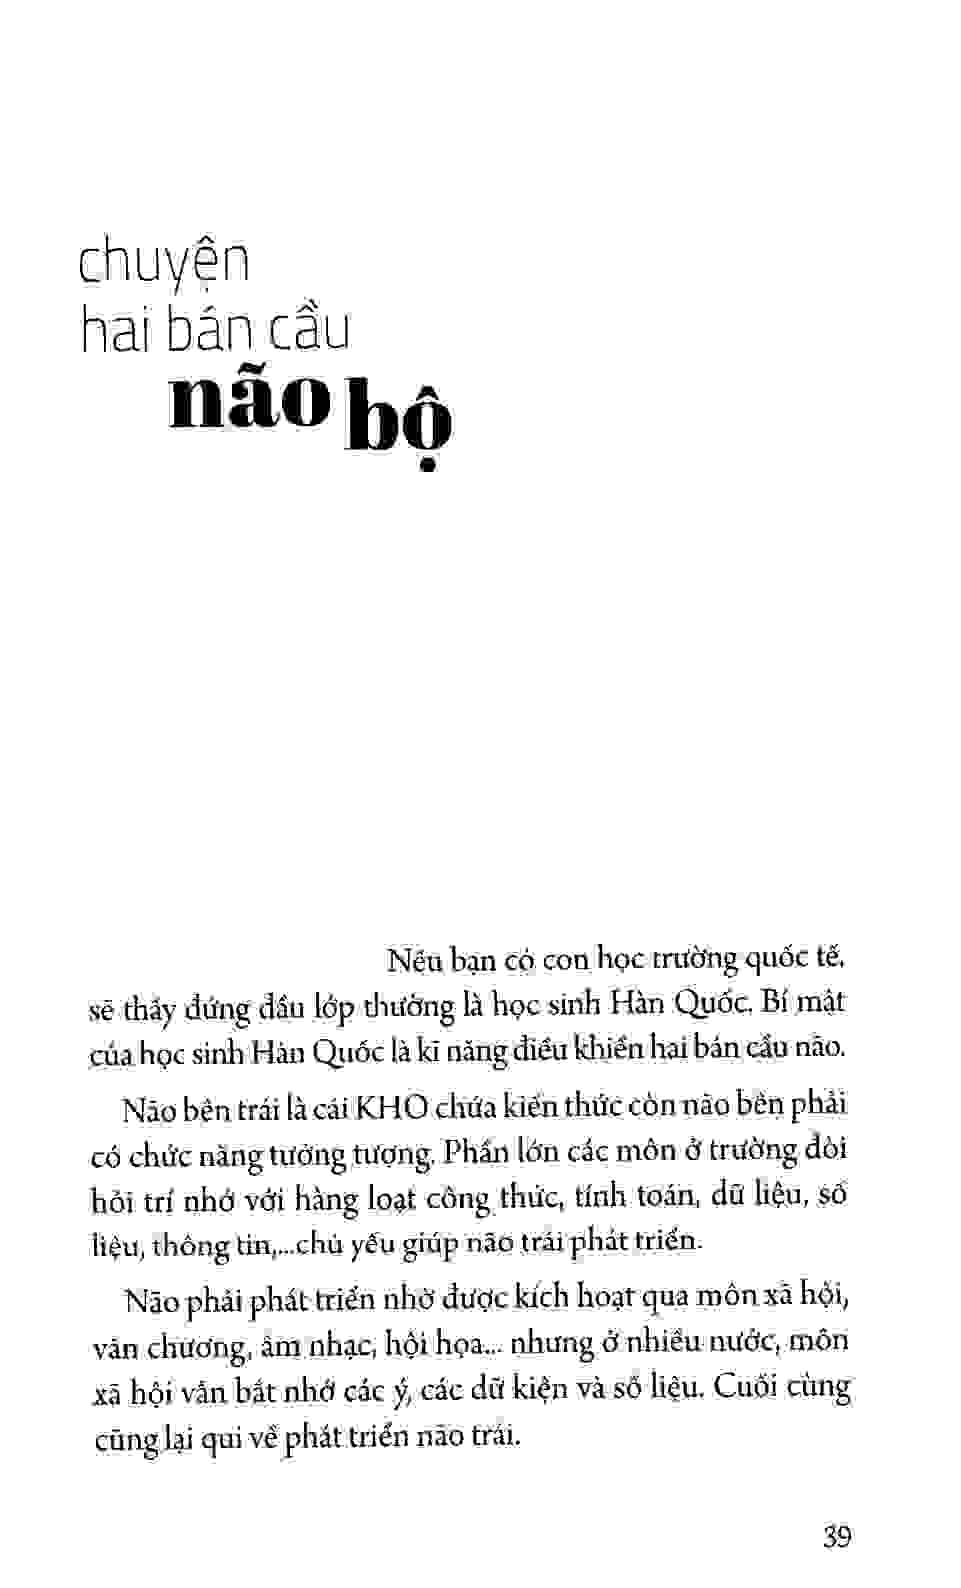 chuyện
hai bán cầu
não bộ
Nếu bạn có con học trường quốc tế,
sẽ thấy đứng đầu lớp thường là học sinh Hàn Quốc. Bí mật
của học sinh Hàn Quốc là kĩ năng điều khiển hai bán cầu não.
Não bên trái là cái KHO chứa kiến thức còn não bên phải
có chức năng tưởng tượng. Phần lớn các môn ở trường đòi
hỏi trí nhớ với hàng loạt công thức, tính toán, dữ liệu, số
liệu, thông tin,...chủ yếu giúp não trái phát triển.
Não phải phát triển nhờ được kích hoạt qua môn xã hội,
văn chương, âm nhạc, hội họa... nhưng ở nhiều nước, môn
xã hội vẫn bắt nhớ các ý, các dữ kiện và số liệu. Cuối cùng
cũng lại qui về phát triển não trái.
39